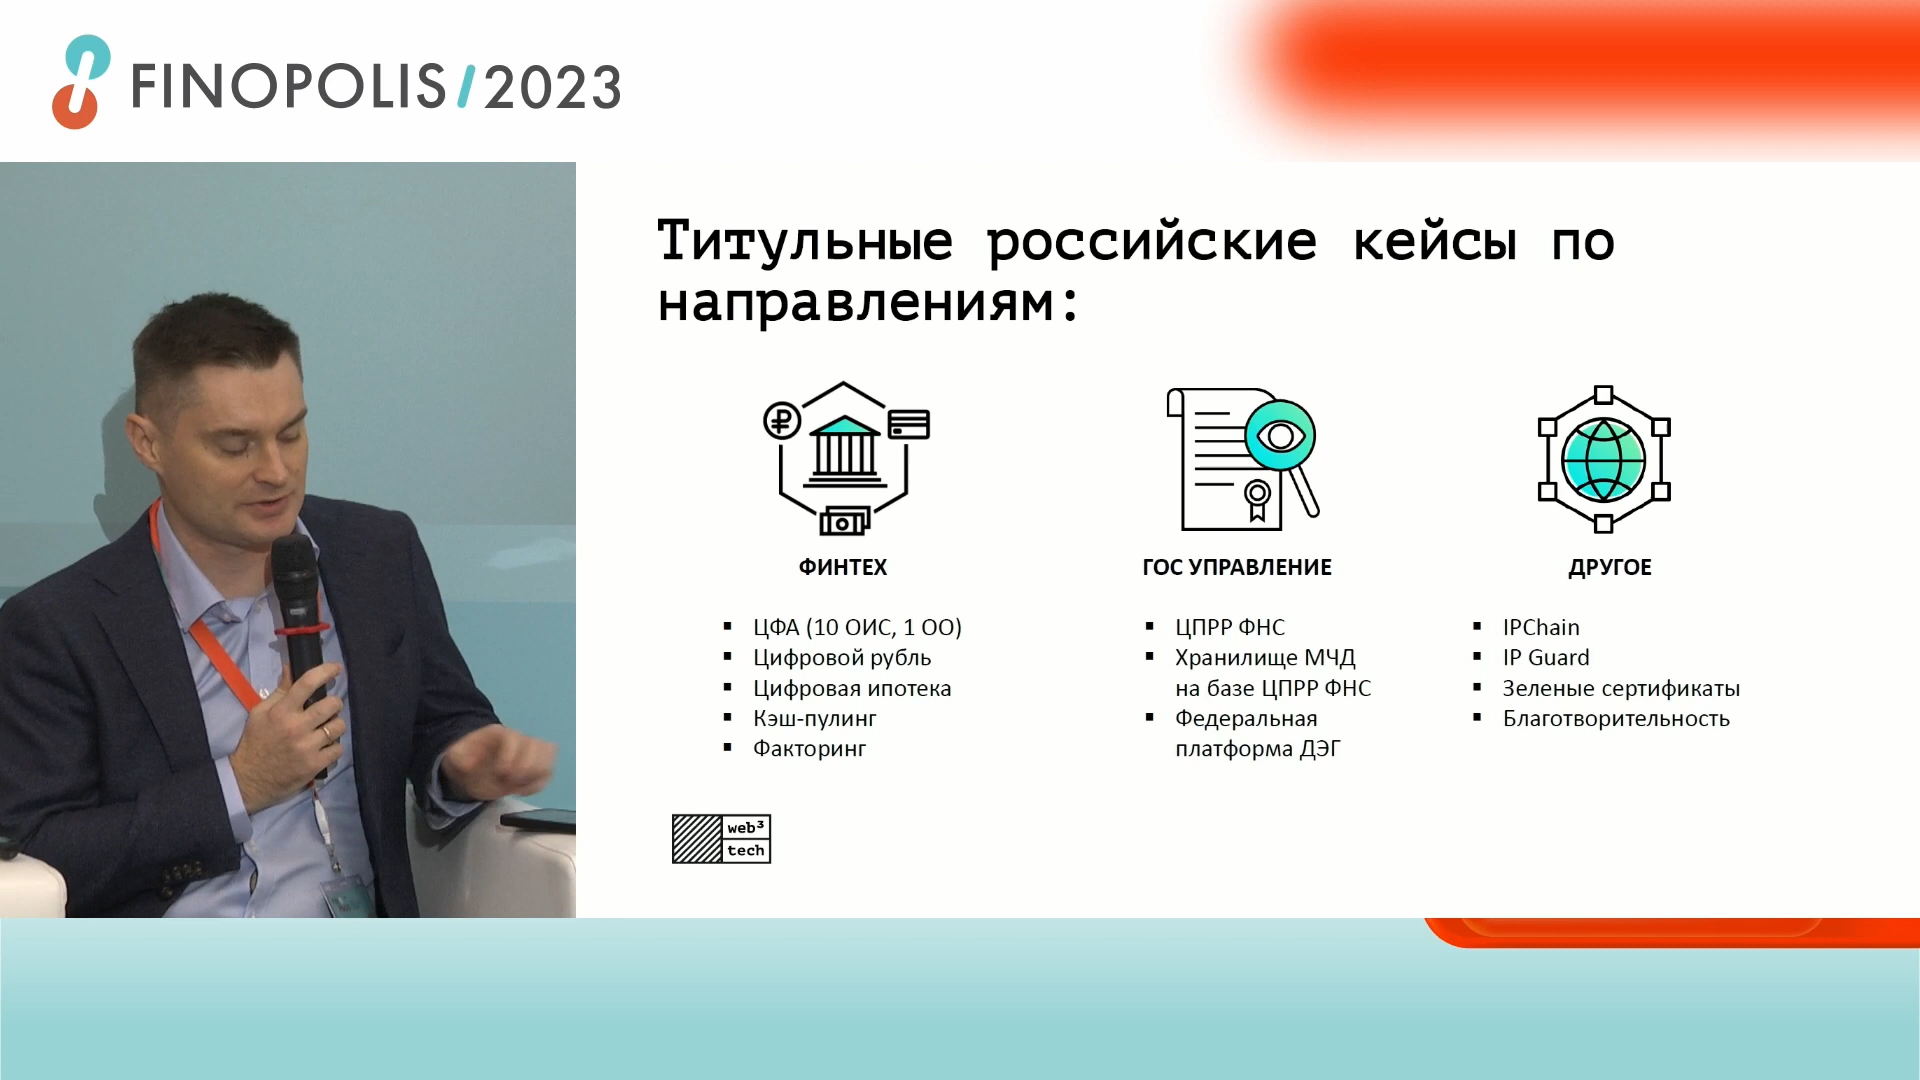 FINOPOLIS/2023
Титульные российские кейсы по
направлениям:
ФИНТЕХ
▪ ЦФА (10 ОИС, 1 ОО)
▪ Цифровой рубль
▪ Цифровая ипотека
▪ Кэш-пулинг
▪ Факторинг
ГОС УПРАВЛЕНИЕ
▪ ЦПРР ФНС
▪ Хранилище МЧД
на базе ЦПРР ФНС
▪ Федеральная
платформа ДЭГ
ДРУГОЕ
▪ IPChain
▪ IP Guard
▪ Зеленые сертификаты
▪ Благотворительность
web³
tech